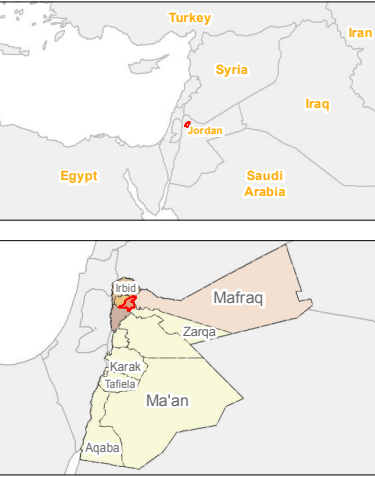 Turkey
Iran
Syria
Iraq
Jordan
Egypt
Saudi
Arabia
Irbid
Mafraq
Zarqa
Karak
Tafiela
Ma'an
Aqaba